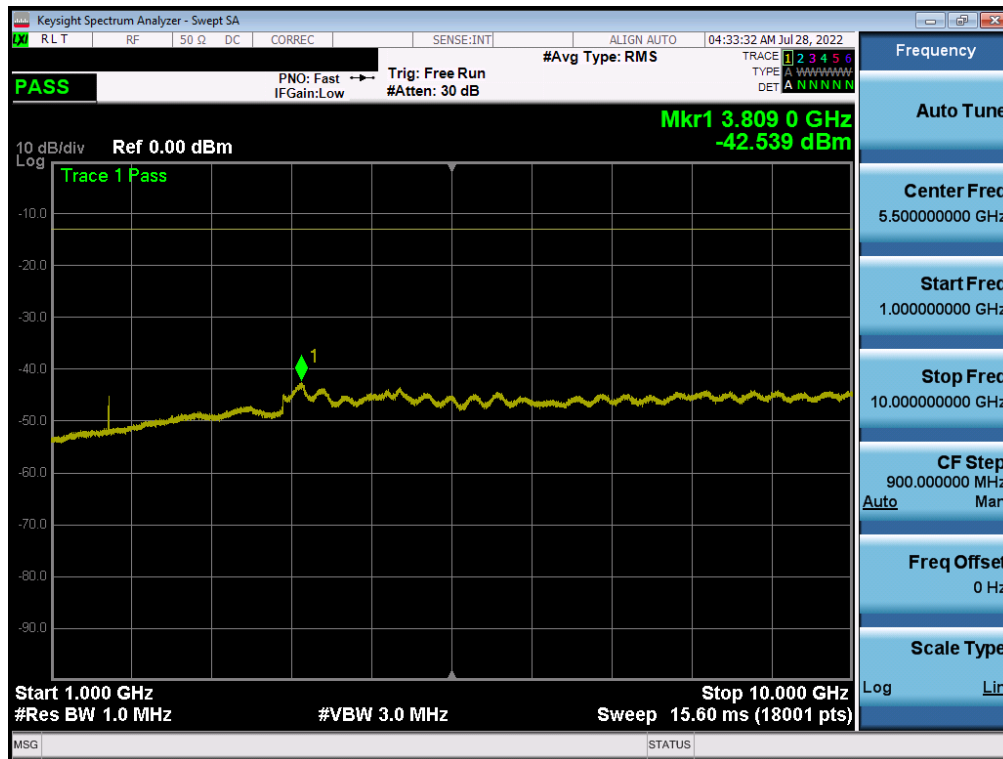 Keysight Spectrum Analyzer - Swept SA
LXI RLT RF 50 Ω DC CORREC SENSE:INT ALIGN AUTO 04:33:32 AM Jul 28, 2022
#Avg Type: RMS TRACE 1 2 3 4 5 6
PNO: Fast Trig: Free Run TYPE A WWWWW
PASS IFGain:Low #Atten: 30 dB DET A N N N N N
Mkr1 3.809 0 GHz
-42.539 dBm
10 dB/div Ref 0.00 dBm
Log
Trace 1 Pass
-10.0
-20.0
-30.0
1
-40.0
-50.0
-60.0
-70.0
-80.0
-90.0
Start 1.000 GHz Stop 10.000 GHz
#Res BW 1.0 MHz #VBW 3.0 MHz Sweep 15.60 ms (18001 pts)
MSG STATUS
Frequency
Auto Tune
Center Freq
5.500000000 GHz
Start Freq
1.000000000 GHz
Stop Freq
10.000000000 GHz
CF Step
900.000000 MHz
Auto Man
Freq Offset
0 Hz
Scale Type
Log Lin